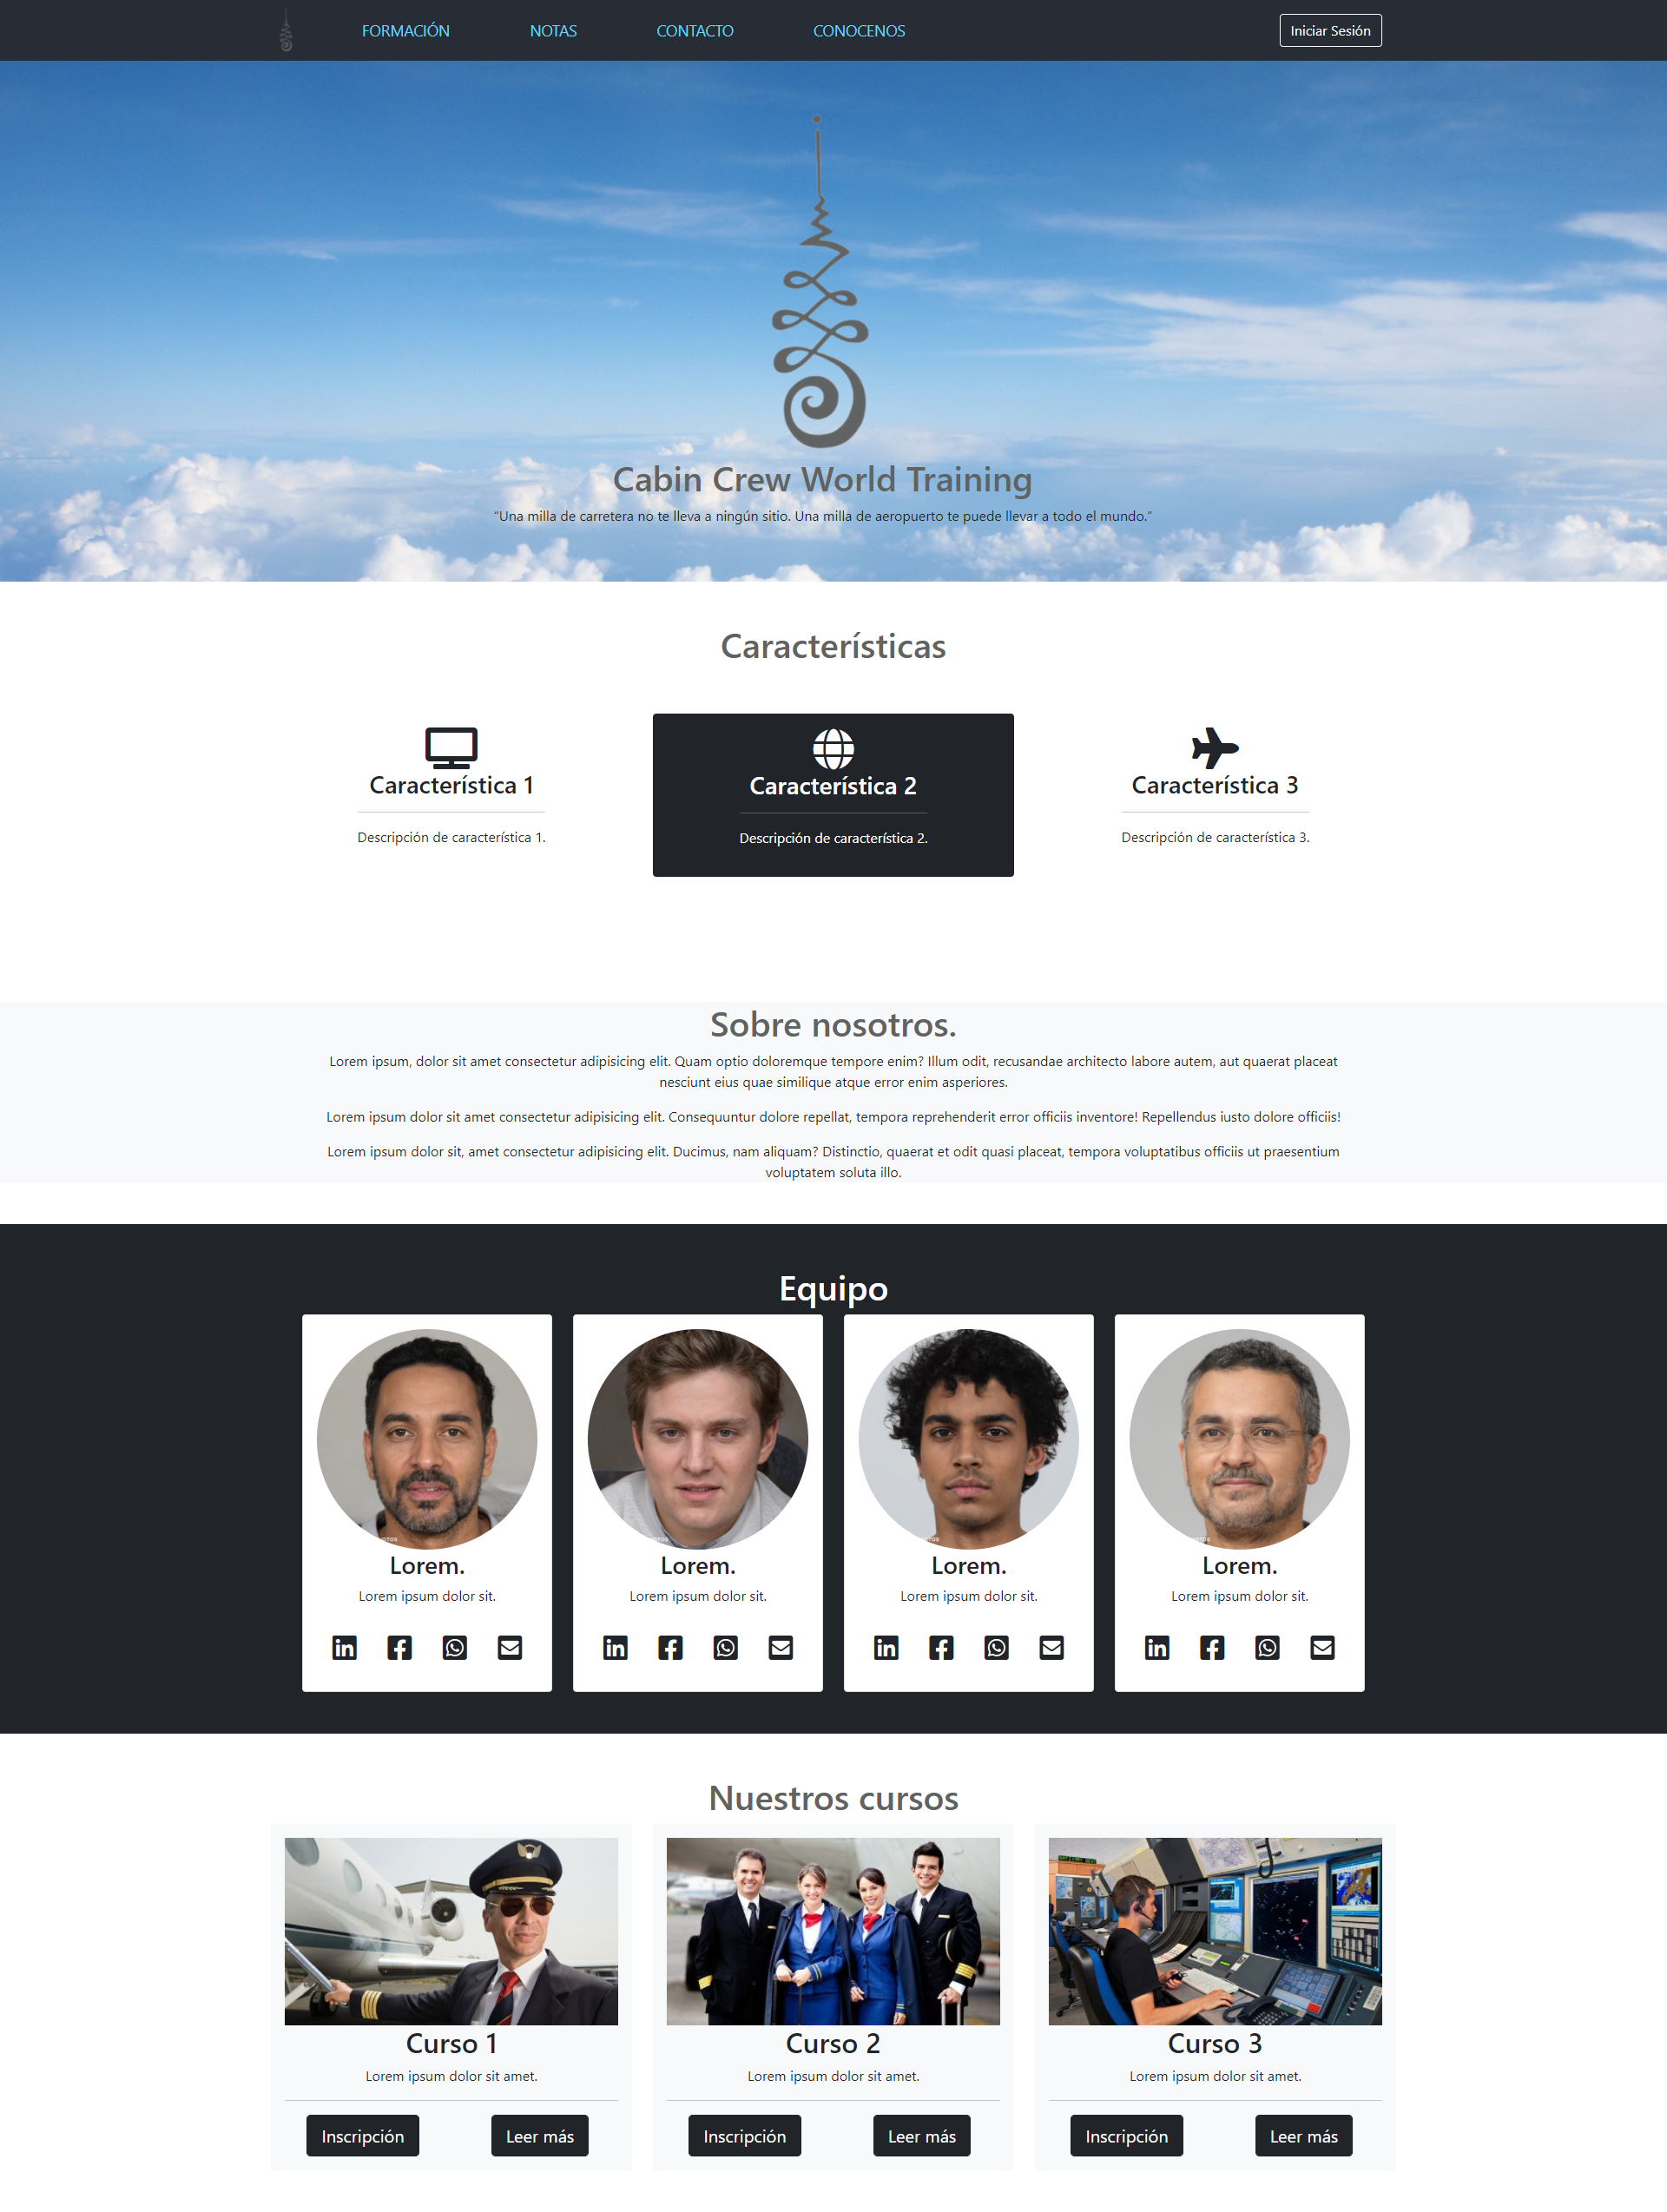 FORMACIÓN NOTAS CONTACTO CONOCENOS Iniciar Sesión
Cabin Crew World Training
“Una milla de carretera no te lleva a ningún sitio. Una milla de aeropuerto te puede llevar a todo el mundo.”
Características
Característica 1
Descripción de característica 1.
Característica 2
Descripción de característica 2.
Característica 3
Descripción de característica 3.
Sobre nosotros.
Lorem ipsum, dolor sit amet consectetur adipisicing elit. Quam optio doloremque tempore enim? Illum odit, recusandae architecto labore autem, aut quaerat placeat
nesciunt eius quae similique atque error enim asperiores.
Lorem ipsum dolor sit amet consectetur adipisicing elit. Consequuntur dolore repellat, tempora reprehenderit error officiis inventore! Repellendus iusto dolore officiis!
Lorem ipsum dolor sit, amet consectetur adipisicing elit. Ducimus, nam aliquam? Distinctio, quaerat et odit quasi placeat, tempora voluptatibus officiis ut praesentium
voluptatem soluta illo.
Equipo
Lorem.
Lorem ipsum dolor sit.
Lorem.
Lorem ipsum dolor sit.
Lorem.
Lorem ipsum dolor sit.
Lorem.
Lorem ipsum dolor sit.
Nuestros cursos
Curso 1
Lorem ipsum dolor sit amet.
Inscripción Leer más
Curso 2
Lorem ipsum dolor sit amet.
Inscripción Leer más
Curso 3
Lorem ipsum dolor sit amet.
Inscripción Leer más